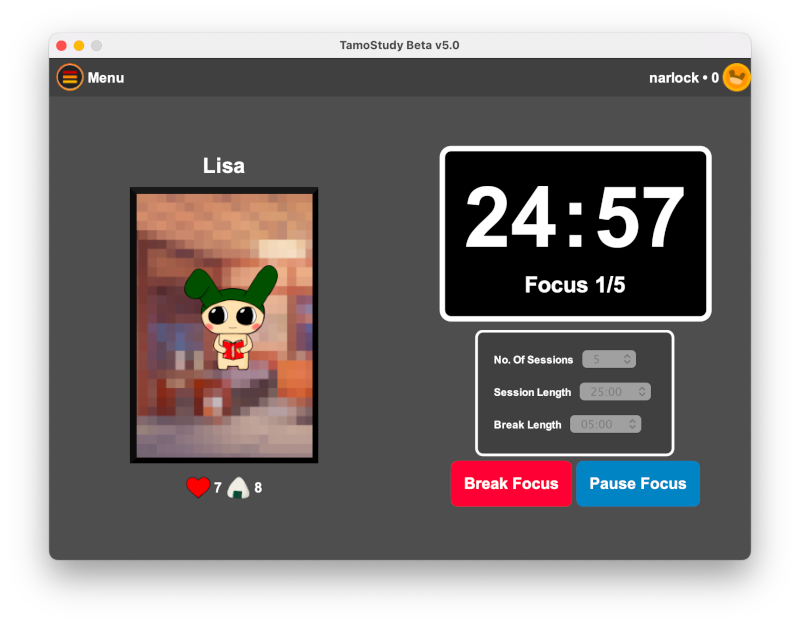 TamoStudy Beta v5.0
Menu
narlock • 0
Lisa
24:57
Focus 1/5
No. Of Sessions 5
Session Length 25:00
Break Length 05:00
Break Focus
Pause Focus
7 8